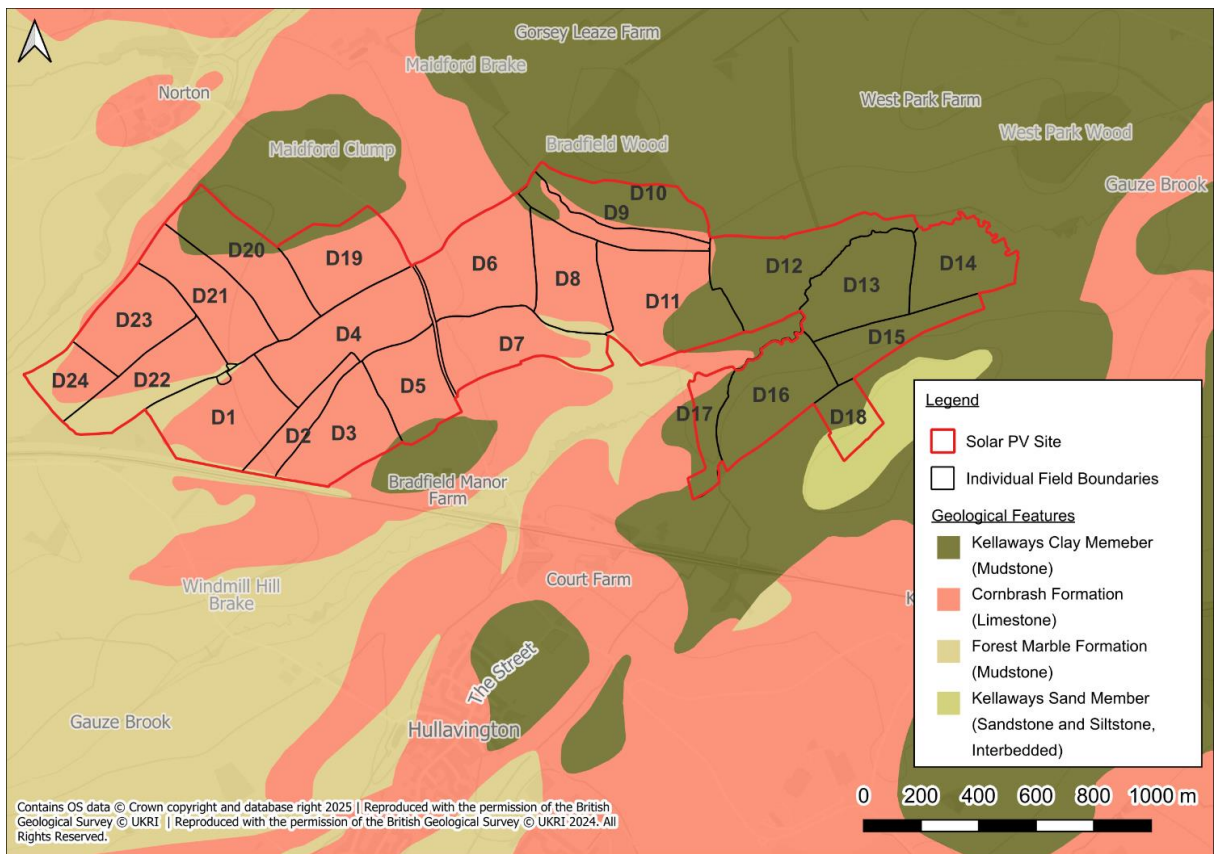 Gorsey Leaze Farm
Maidford Brake
Norton
West Park Farm
West Park Wood
Maidford Clump
Bradfield Wood
Gauze Brook
D10
D9
D20
D19
D6
D8
D12
D13
D14
D21
D23
D11
D4
D7
D15
D24
D22
D5
D16
D1
D2
D3
D17
D18
Bradfield Manor
Farm
Windmill Hill
Brake
Court Farm
K
The Street
Gauze Brook
Hullavington
Legend
Solar PV Site
Individual Field Boundaries
Geological Features
Kellaways Clay Memeber
(Mudstone)
Cornbrash Formation
(Limestone)
Forest Marble Formation
(Mudstone)
Kellaways Sand Member
(Sandstone and Siltstone,
Interbedded)
0 200 400 600 800 1000 m
Contains OS data © Crown copyright and database right 2025 | Reproduced with the permission of the British
Geological Survey © UKRI | Reproduced with the permission of the British Geological Survey © UKRI 2024. All
Rights Reserved.